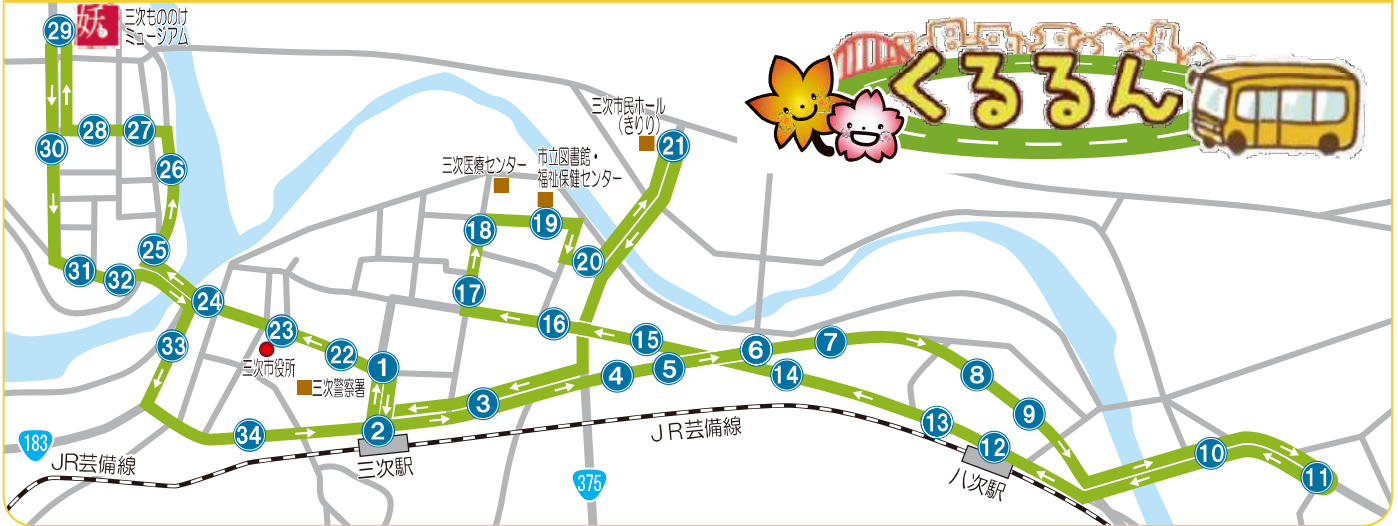 妖
三次もののけ
ミュージアム
くるるん
三次市民ホール
(きりり)
三次医療センター
市立図書館・
福祉保健センター
三次市役所
三次警察署
三次駅
八次駅
JR芸備線
JR芸備線
183
375
1
2
3
4
5
6
7
8
9
10
11
12
13
14
15
16
17
18
19
20
21
22
23
24
25
26
27
28
29
30
31
32
33
34